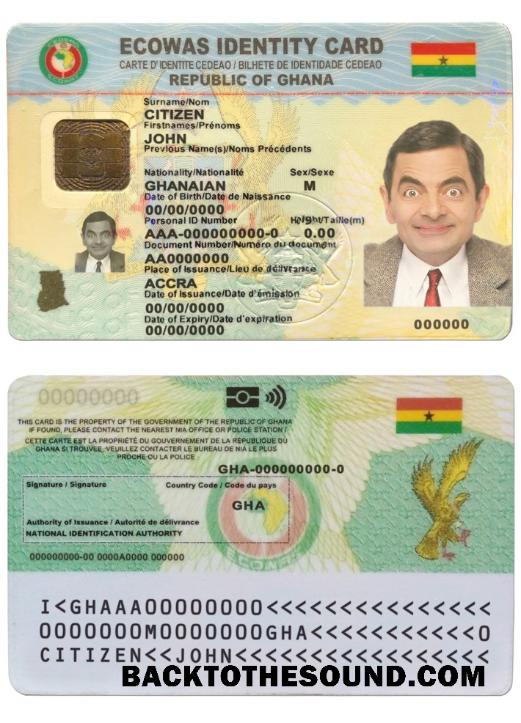 ECOWAS IDENTITY CARD
CARTE D'IDENTITE CEDEAO / BILHETE DE IDENTIDADE CEDEAO
REPUBLIC OF GHANA
Surname/Nom
CITIZEN
Firstnames/Prénoms
JOHN
Previous Name(s)/Noms Précédents
Nationality/Nationalité Sex/Sexe
GHANAIAN M
Date of Birth/Date de Naissance
00/00/0000
Personal ID Number Height/Taille(m)
AAA-000000000-0 0.00
Document Number/Numéro du document
AA0000000
Place of Issuance/Lieu de délivrance
ACCRA
Date of Issuance/Date d'émission
00/00/0000
Date of Expiry/Date d'expiration
00/00/0000
000000
00000000
THIS CARD IS THE PROPERTY OF THE GOVERNMENT OF THE REPUBLIC OF GHANA
IF FOUND, PLEASE CONTACT THE NEAREST NIA OFFICE OR POLICE STATION /
CETTE CARTE EST LA PROPRIÉTÉ DU GOUVERNEMENT DE LA RÉPUBLIQUE DU
GHANA SI TROUVEE, VEUILLEZ CONTACTER LE BUREAU DE NIA LE PLUS
PROCHE OU LA POLICE
GHA-000000000-0
Signature / Signature Country Code / Code du pays
GHA
Authority of Issuance / Autorité de délivrance
NATIONAL IDENTIFICATION AUTHORITY
000000000-00 0000A0000 000000
I<GHAAA00000000<<<<<<<<<<<<<<<
0000000M0000000GHA<<<<<<<<<<<0
CITIZEN<<JOHN<<<<<<<<<<<<<<<<<
BACKTOTHESOUND.COM